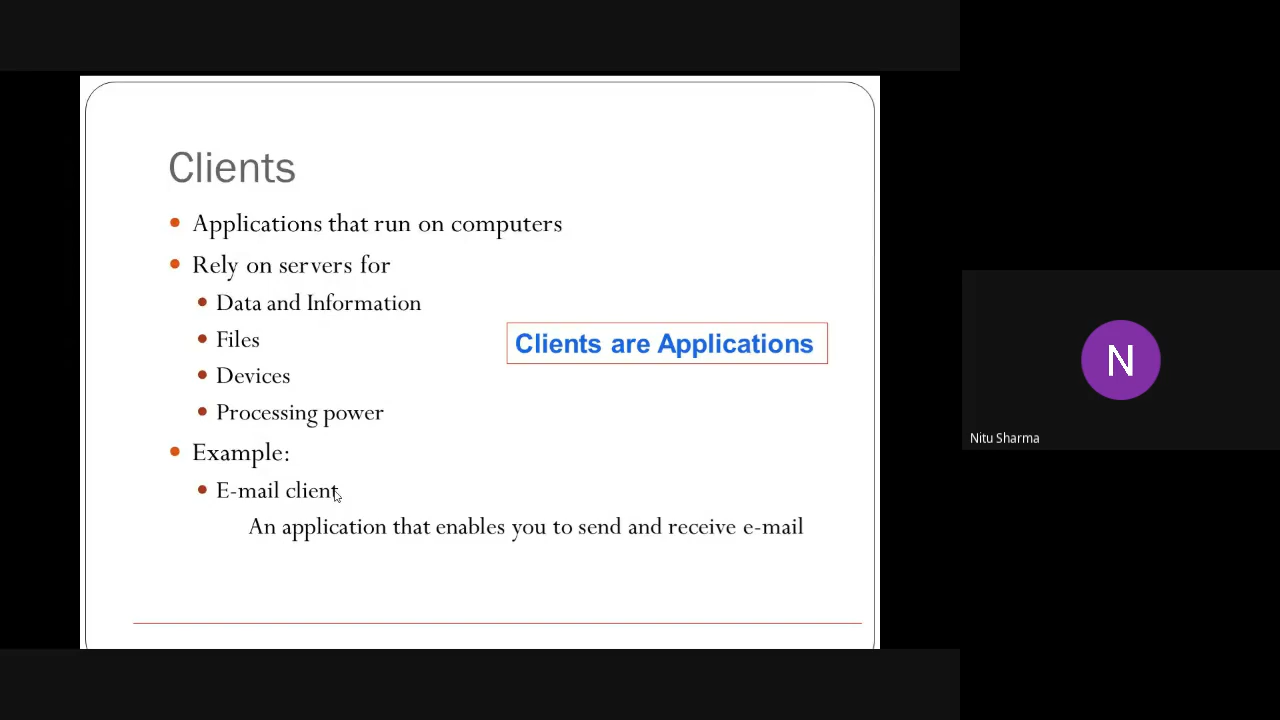 Clients
Applications that run on computers
Rely on servers for
Data and Information
Files
Devices
Processing power
Clients are Applications
Example:
E-mail client
An application that enables you to send and receive e-mail
N
Nitu Sharma